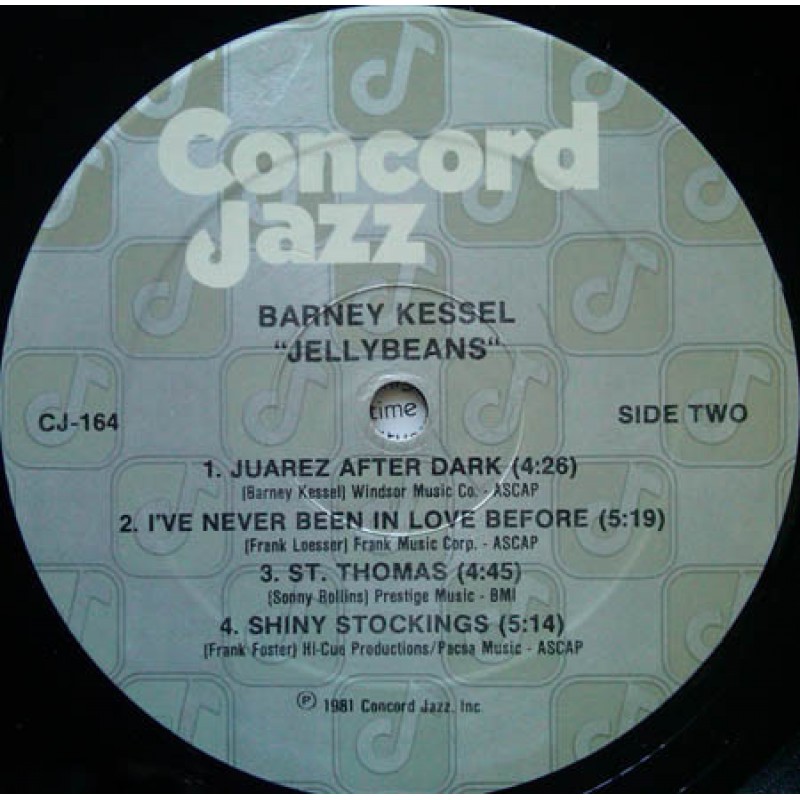 Concord
Jazz
BARNEY KESSEL
"JELLYBEANS"
time
CJ-164
SIDE TWO
1. JUAREZ AFTER DARK (4:26)
(Barney Kessel) Windsor Music Co. - ASCAP
2. I'VE NEVER BEEN IN LOVE BEFORE (5:19)
(Frank Loesser) Frank Music Corp. - ASCAP
3. ST. THOMAS (4:45)
(Sonny Rollins) Prestige Music - BMI
4. SHINY STOCKINGS (5:14)
(Frank Foster) Hi-Cue Productions/Pacsa Music - ASCAP
℗ 1981 Concord Jazz, Inc